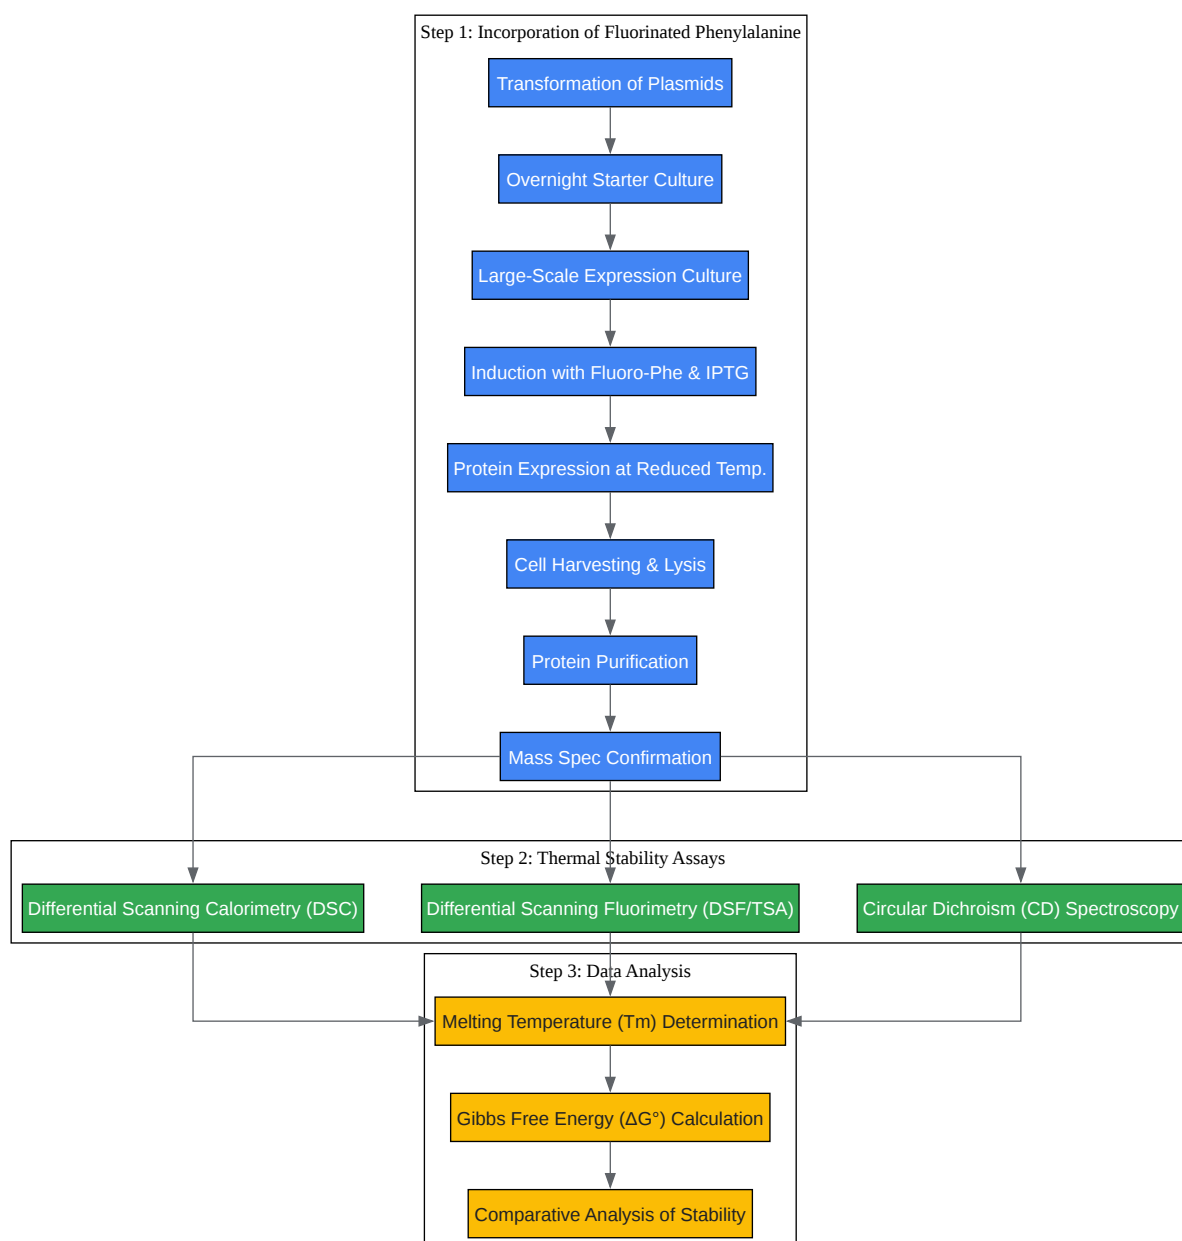 Step 1: Incorporation of Fluorinated Phenylalanine
Transformation of Plasmids
Overnight Starter Culture
Large-Scale Expression Culture
Induction with Fluoro-Phe & IPTG
Protein Expression at Reduced Temp.
Cell Harvesting & Lysis
Protein Purification
Mass Spec Confirmation
Step 2: Thermal Stability Assays
Differential Scanning Calorimetry (DSC)
Differential Scanning Fluorimetry (DSF/TSA)
Circular Dichroism (CD) Spectroscopy
Step 3: Data Analysis
Melting Temperature (Tm) Determination
Gibbs Free Energy (ΔG°) Calculation
Comparative Analysis of Stability